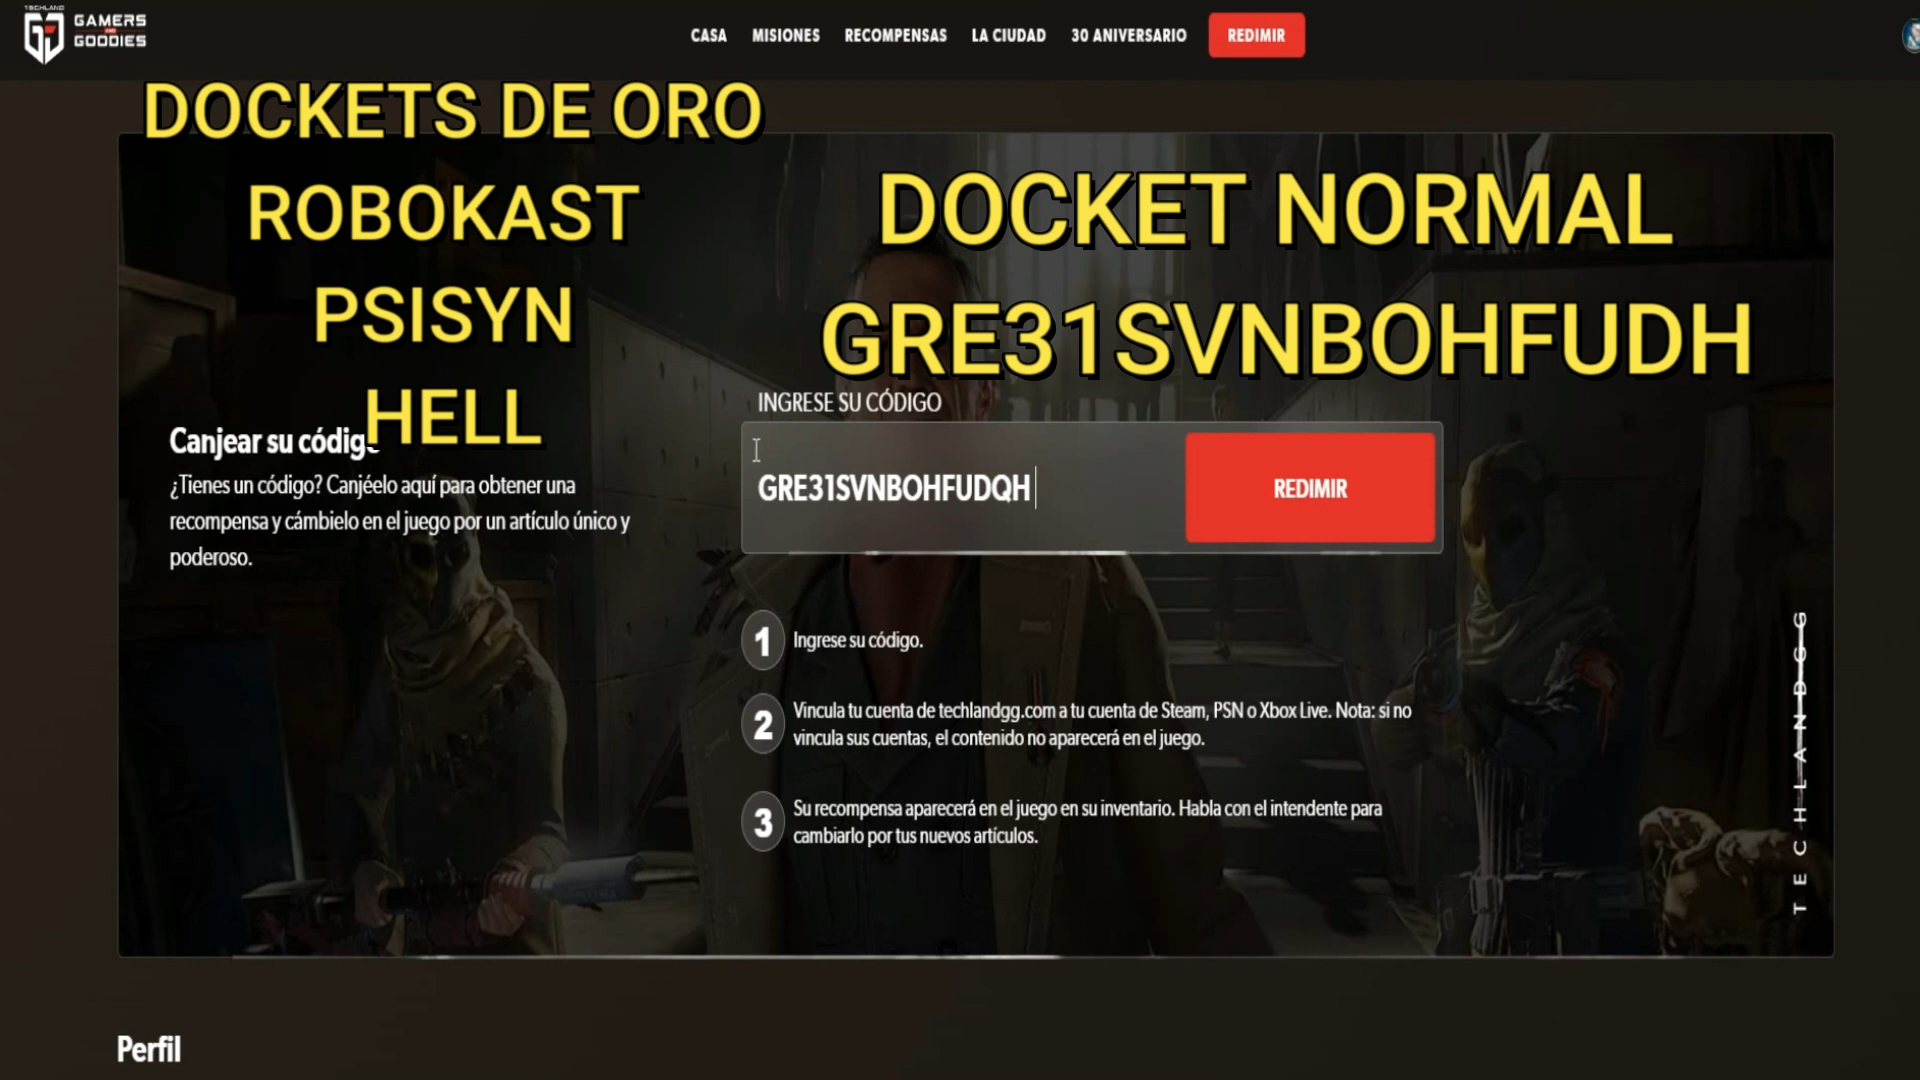 TECHLAND
GAMERS
AND
GOODIES
CASA
MISIONES
RECOMPENSAS
LA CIUDAD
30 ANIVERSARIO
REDIMIR
DOCKETS DE ORO
ROBOKAST
PSISYN
HELL
DOCKET NORMAL
GRE31SVNBOHFUDH
Canjear su códig
¿Tienes un código? Canjéelo aquí para obtener una
recompensa y cámbielo en el juego por un artículo único y
poderoso.
INGRESE SU CÓDIGO
GRE31SVNBOHFUDQH
REDIMIR
1 Ingrese su código.
2 Vincula tu cuenta de techlandgg.com a tu cuenta de Steam, PSN o Xbox Live. Nota: si no
vincula sus cuentas, el contenido no aparecerá en el juego.
3 Su recompensa aparecerá en el juego en su inventario. Habla con el intendente para
cambiarlo por tus nuevos artículos.
TECHLANDGG
Perfil